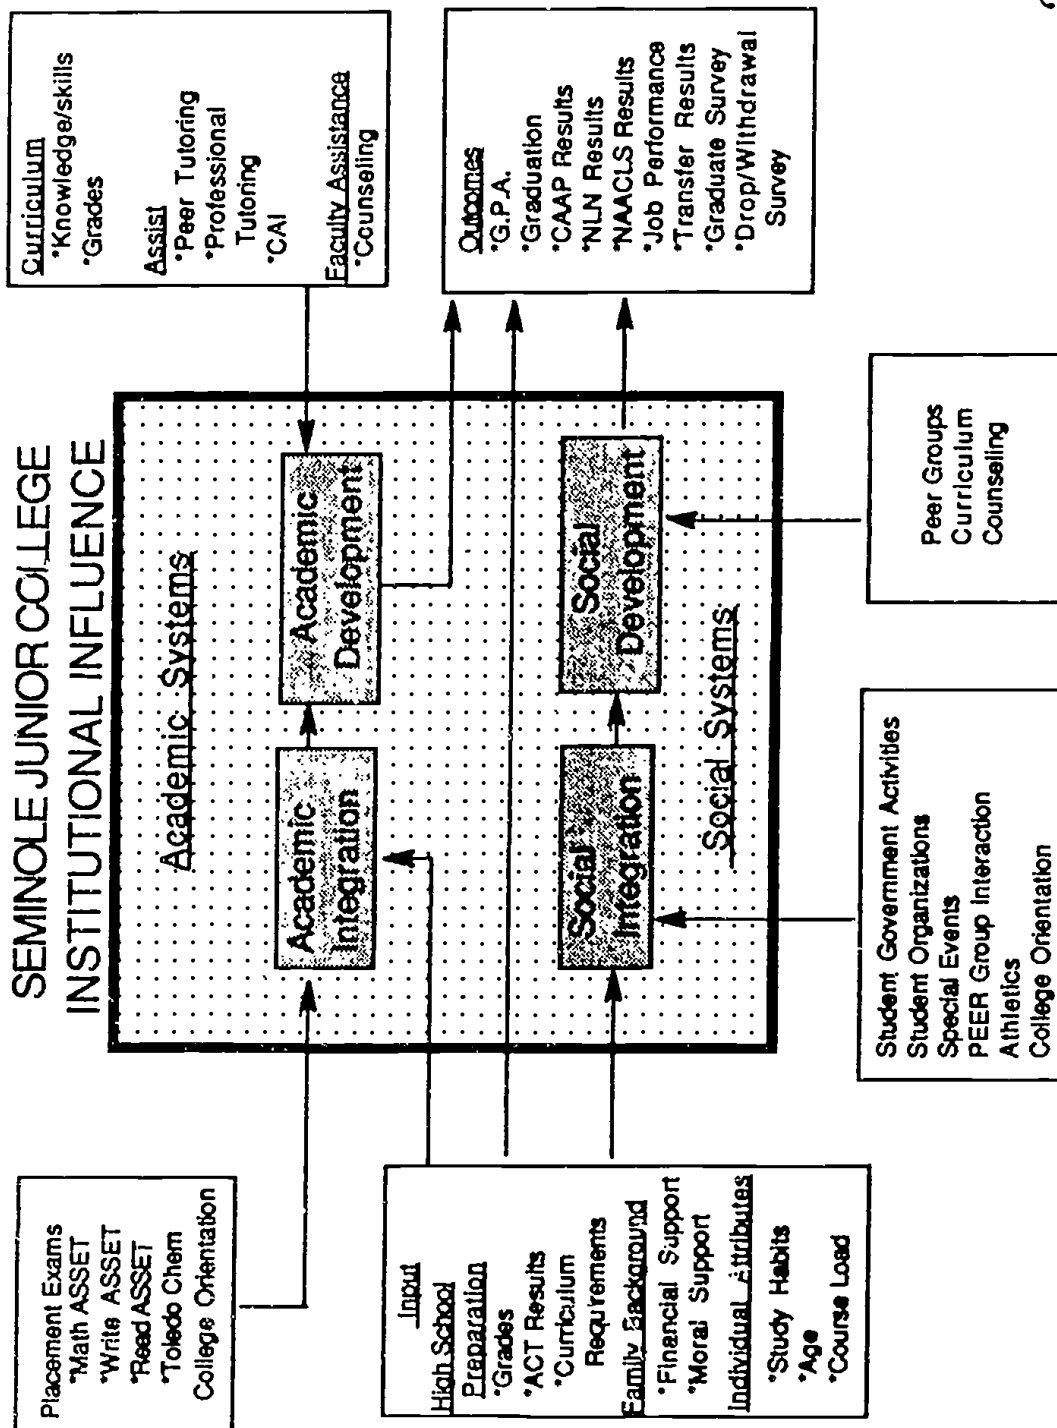 SEMINOLE JUNIOR COLLEGE
INSTITUTIONAL INFLUENCE
Placement Exams
*Math ASSET
*Write ASSET
*Read ASSET
*Toledo Chem
College Orientation
Input
High School
Preparation
*Grades
*ACT Results
*Curriculum
Requirements
Family Background
*Financial Support
*Moral Support
Individual Attributes
*Study Habits
*Age
*Course Load
Academic Systems
Academic
Integration
Academic
Development
Social
Integration
Social
Development
Social Systems
Curriculum
*Knowledge/skills
*Grades
Assist
*Peer Tutoring
*Professional
Tutoring
*CAI
Faculty Assistance
*Counseling
Outcomes
*G.P.A.
*Graduation
*CAAP Results
*NLN Results
*NAACLS Results
*Job Performance
*Transfer Results
*Graduate Survey
*Drop/Withdrawal
Survey
Student Government Activities
Student Organizations
Special Events
PEER Group Interaction
Athletics
College Orientation
Peer Groups
Curriculum
Counseling